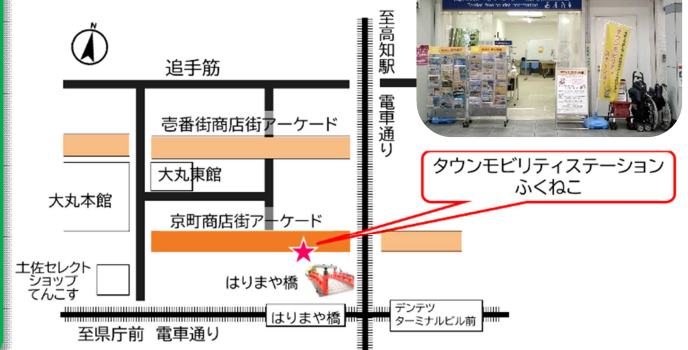 N
追手筋
至高知駅
電車通り
壱番街商店街アーケード
大丸東館
大丸本館
京町商店街アーケード
タウンモビリティステーション
ふくねこ
土佐セレクト
ショップ
てんこす
はりまや橋
はりまや橋
デンテツ
ターミナルビル前
至県庁前 電車通り